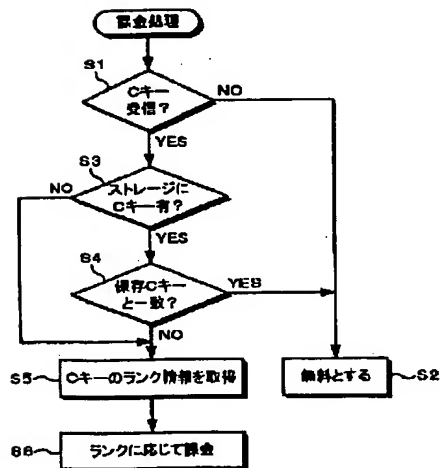 課金処理
S1
Cキー
受信?
NO
YES
S3
NO
ストレージに
Cキー有?
YES
S4
保存Cキー
と一致?
YES
NO
S5
Cキーのランク情報を取得
無料とする
S2
S6
ランクに応じて課金